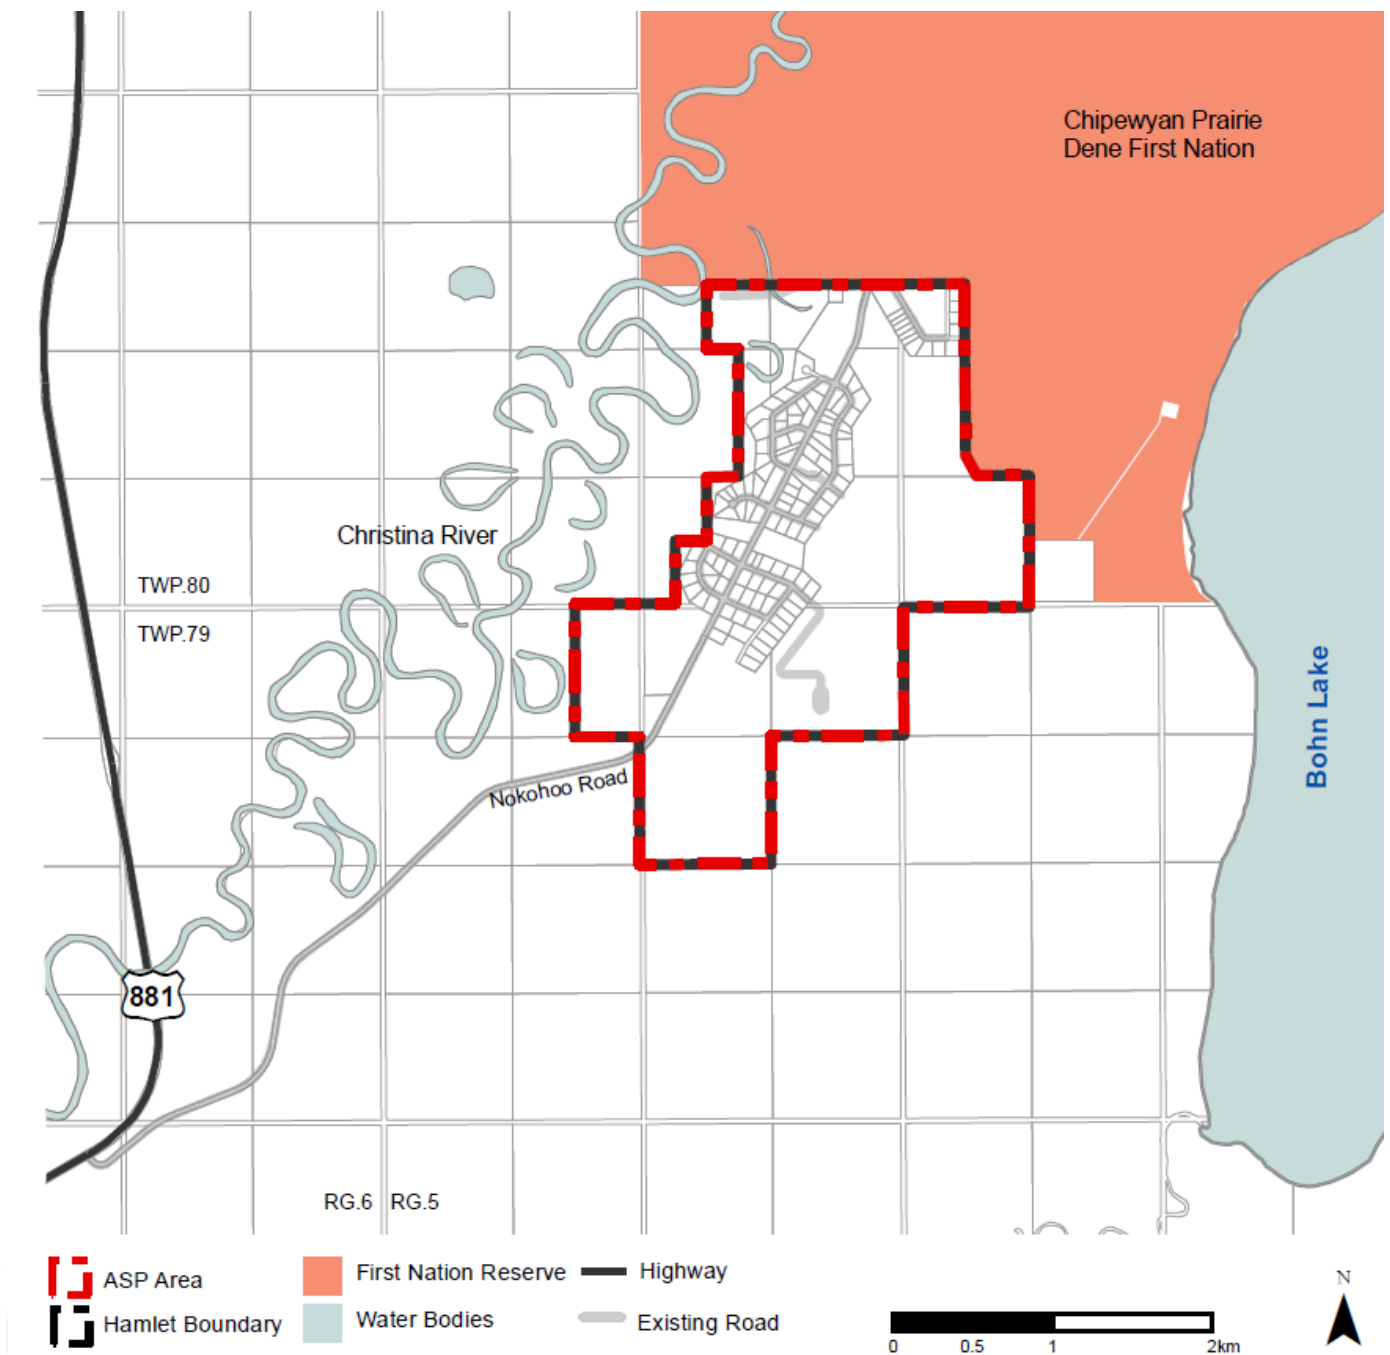 Chipewyan Prairie
Dene First Nation
Christina River
TWP.80
TWP.79
Bohn Lake
Nokohoo Road
881
RG.6 RG.5
ASP Area
First Nation Reserve
Highway
N
Hamlet Boundary
Water Bodies
Existing Road
0 0.5 1 2km